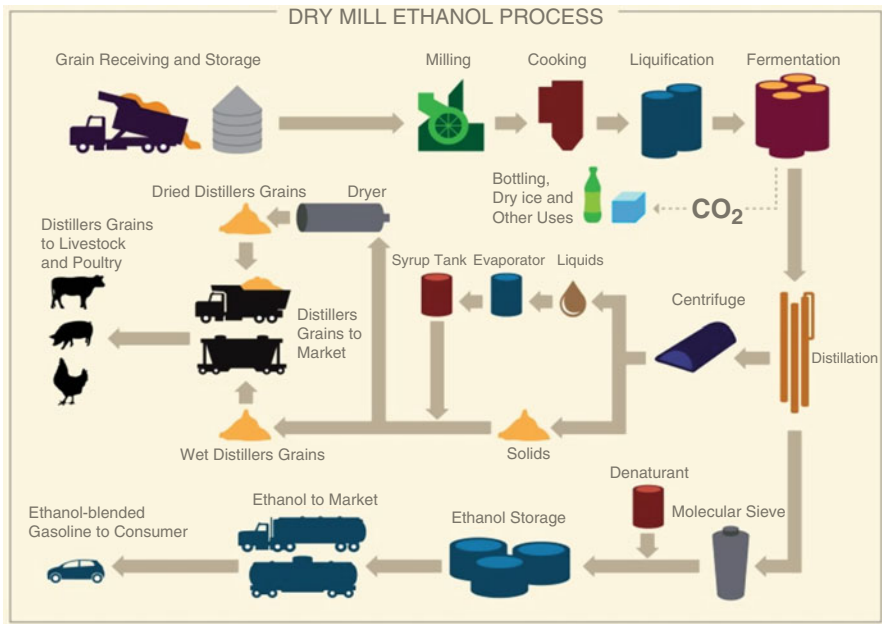 DRY MILL ETHANOL PROCESS
Grain Receiving and Storage
Milling
Cooking
Liquification
Fermentation
Bottling,
Dry ice and
Other Uses
CO2
Dried Distillers Grains
Dryer
Distillers Grains
to Livestock
and Poultry
Syrup Tank
Evaporator
Liquids
Centrifuge
Distillers
Grains to
Market
Distillation
Wet Distillers Grains
Solids
Denaturant
Ethanol-blended
Gasoline to Consumer
Ethanol to Market
Ethanol Storage
Molecular Sieve